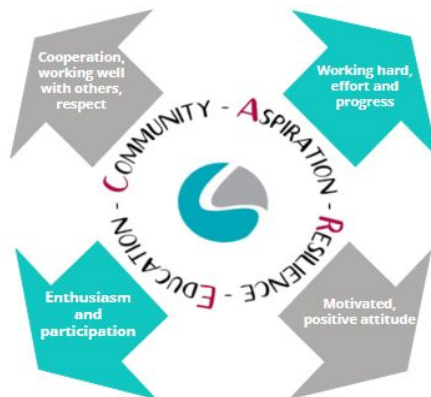 Cooperation,
working well
with others,
respect
Working hard,
effort and
progress
COMMUNITY - ASPIRATION - RESILIENCE - EDUCATION -
Enthusiasm
and
participation
Motivated,
positive attitude